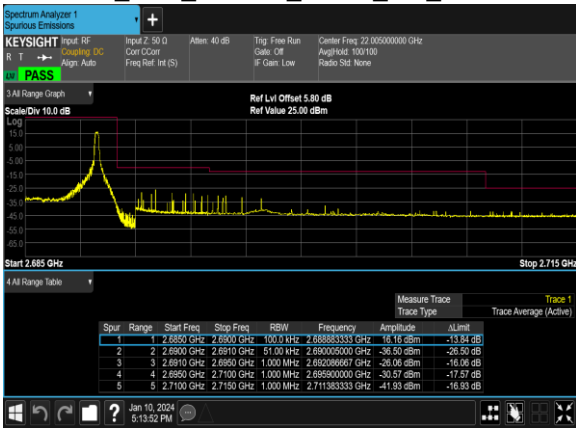 Spectrum Analyzer 1
Spurious Emissions
KEYSIGHT Input: RF Input Z: 50 Ω Atten: 40 dB Trig: Free Run Center Freq: 22.005000000 GHz
R T Coupling: DC Corr CCorr Gate: Off Avg|Hold: 100/100
Align: Auto Freq Ref: Int (S) IF Gain: Low Radio Std: None
PASS
3 All Range Graph
Ref Lvl Offset 5.80 dB
Scale/Div 10.0 dB Ref Value 25.00 dBm
Log
15.0
5.00
-5.00
-15.0
-25.0
-35.0
-45.0
-55.0
-65.0
Start 2.685 GHz Stop 2.715 GHz
4 All Range Table
Measure Trace Trace 1
Trace Type Trace Average (Active)
Spur Range Start Freq Stop Freq RBW Frequency Amplitude ΔLimit
1 1 2.6850 GHz 2.6900 GHz 100.0 kHz 2.688883333 GHz 16.16 dBm -13.84 dB
2 2 2.6900 GHz 2.6910 GHz 51.00 kHz 2.690005000 GHz -36.50 dBm -26.50 dB
3 3 2.6910 GHz 2.6950 GHz 1.000 MHz 2.692086667 GHz -26.06 dBm -16.06 dB
4 4 2.6950 GHz 2.7100 GHz 1.000 MHz 2.695900000 GHz -30.57 dBm -17.57 dB
5 5 2.7100 GHz 2.7150 GHz 1.000 MHz 2.711383333 GHz -41.93 dBm -16.93 dB
Jan 10, 2024
5:13:52 PM